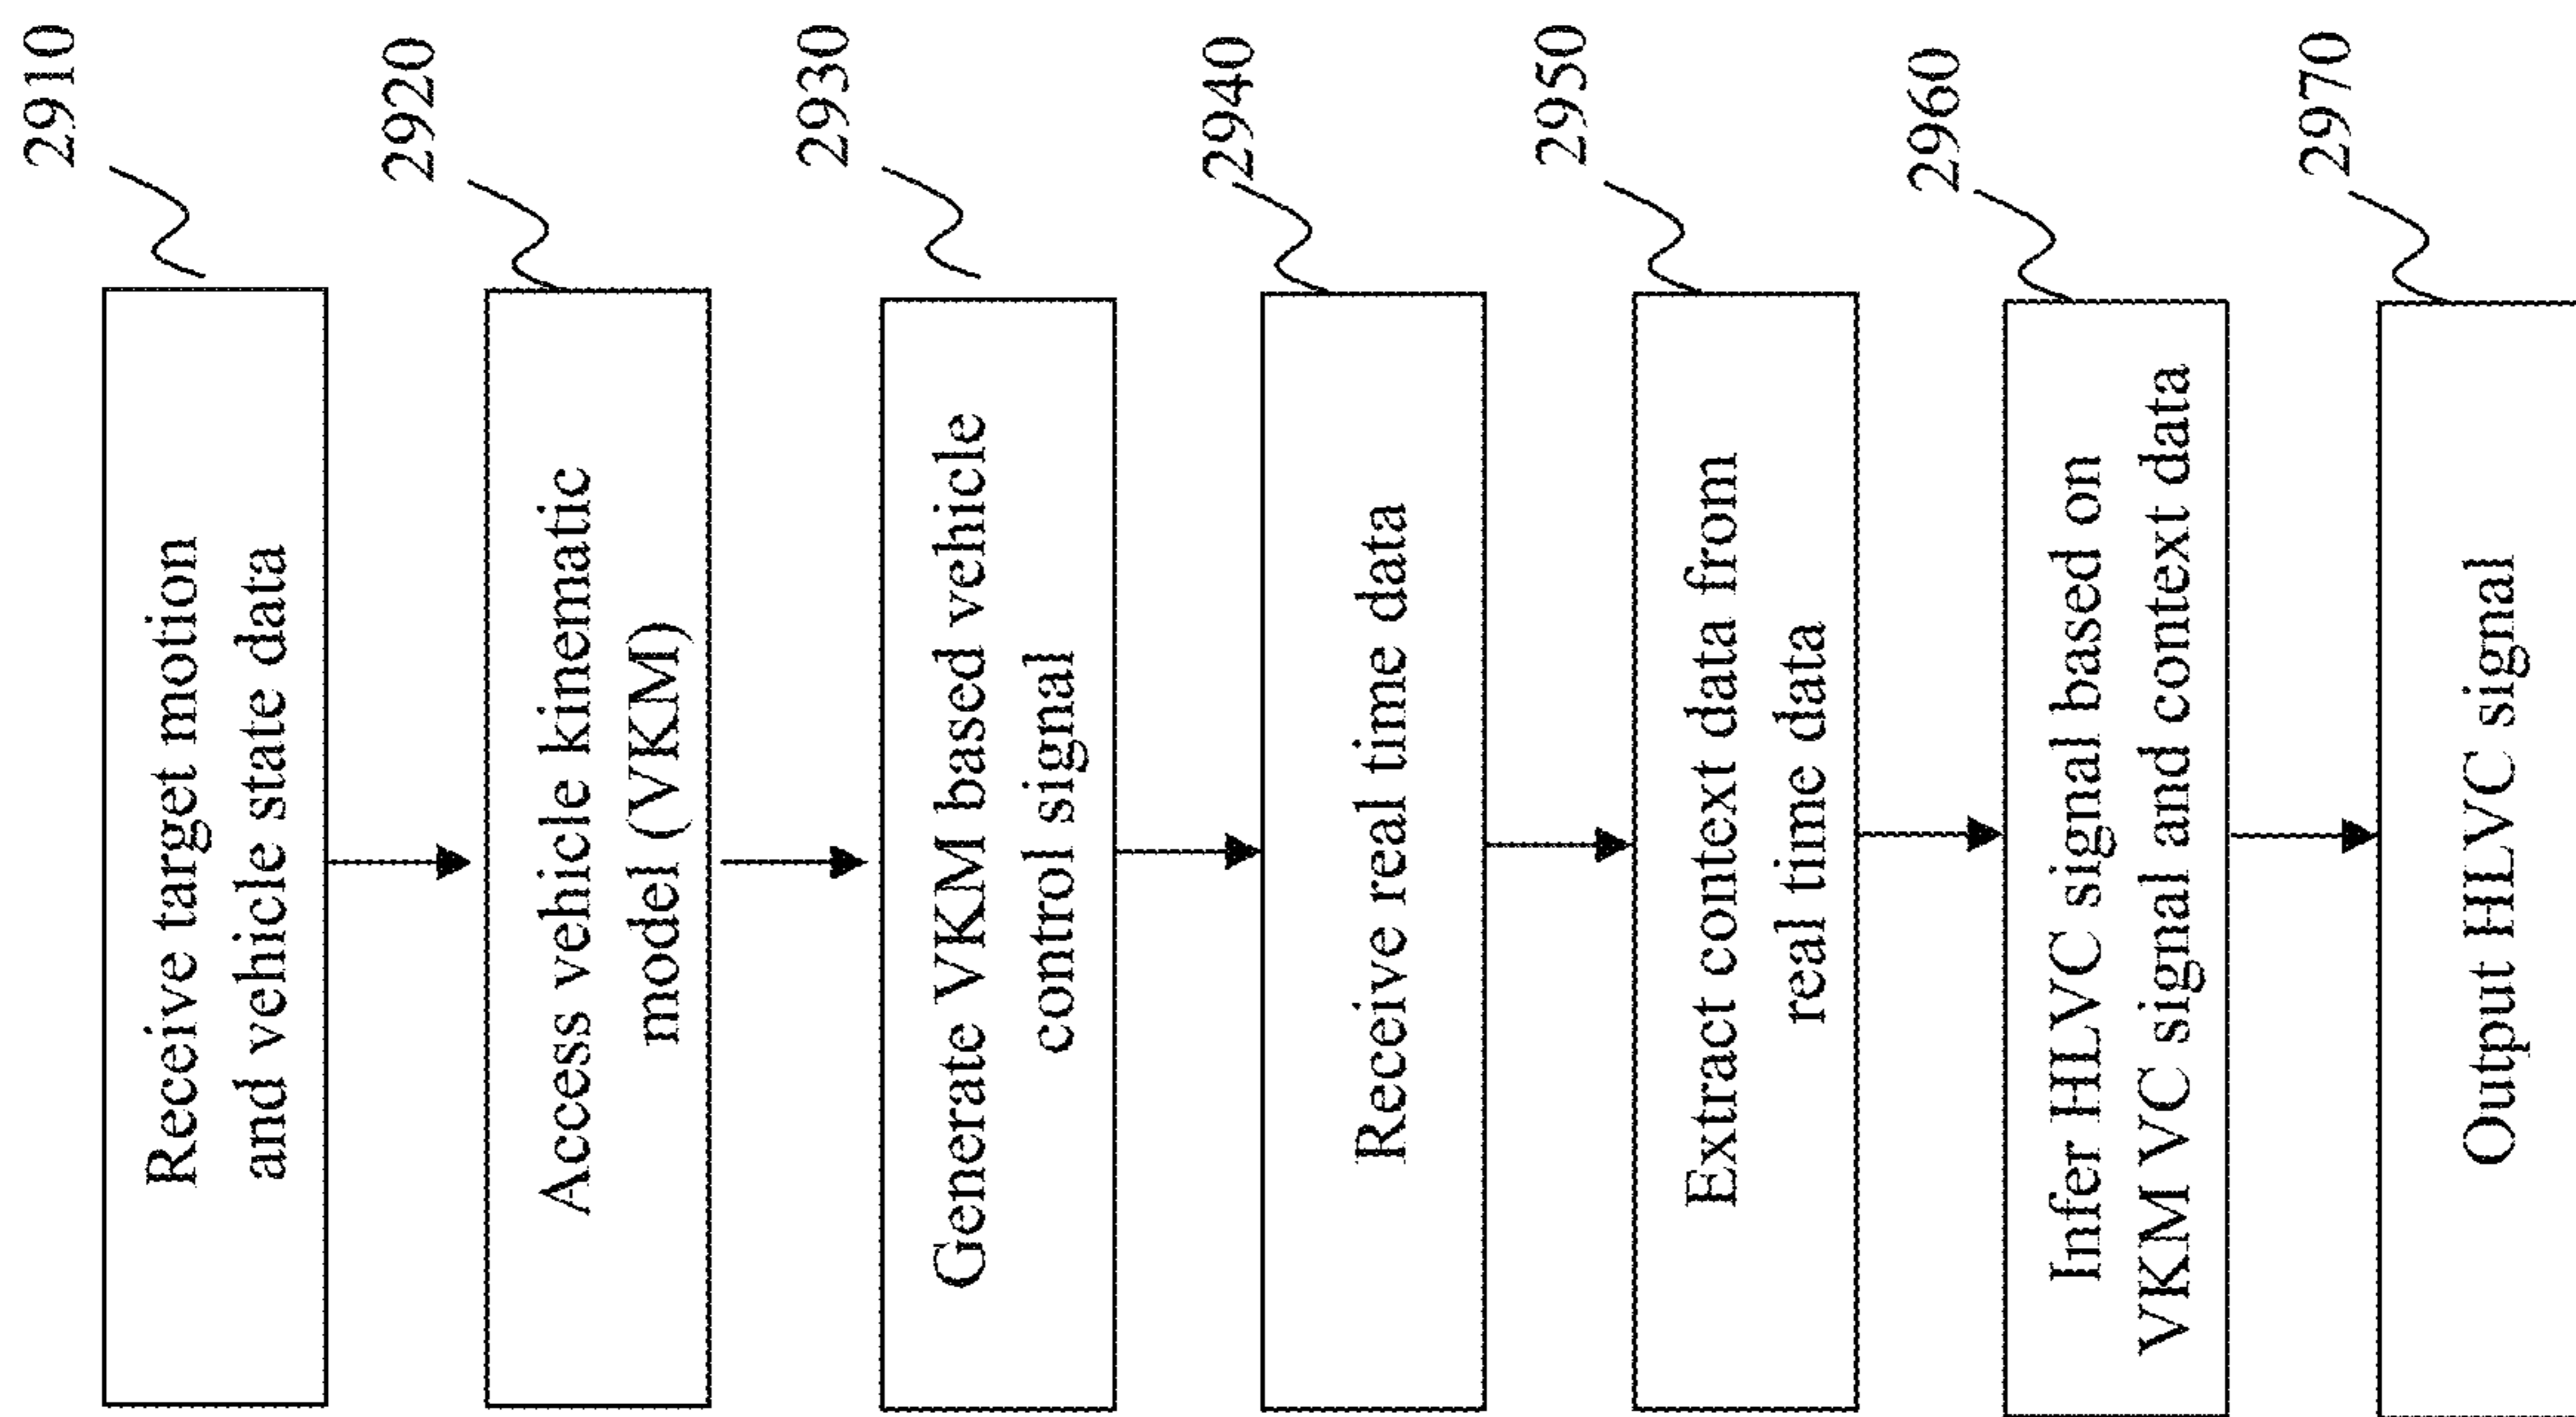 2910
Receive target motion
and vehicle state data
2920
Access vehicle kinematic
model (VKM)
2930
Generate VKM based vehicle
control signal
2940
Receive real time data
2950
Extract context data from
real time data
2960
Infer HLVC signal based on
VKM VC signal and context data
2970
Output HLVC signal